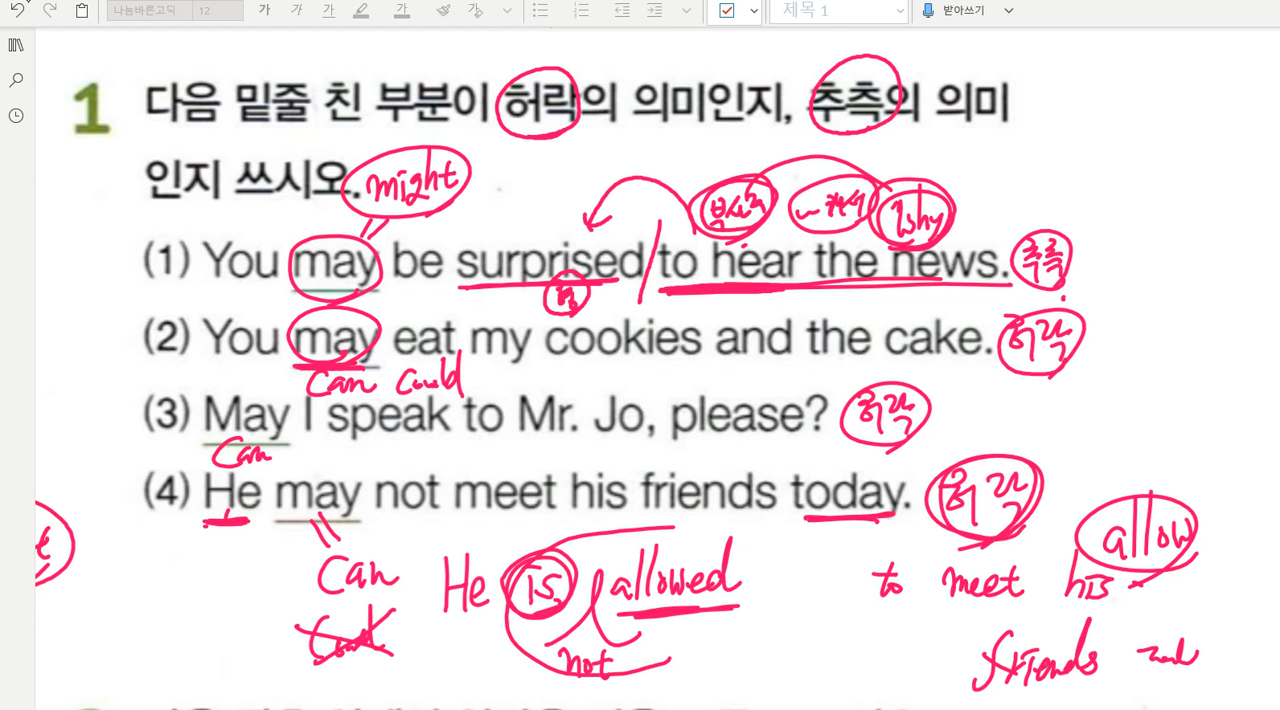 나눔바른고딕 12 가 가 가 가 가 제목 1 받아쓰기
1 다음 밑줄 친 부분이 허락의 의미인지, 추측의 의미
인지 쓰시오.
might
부사적 Why
(1) You may be surprised to hear the news. 추측
(2) You may eat my cookies and the cake. 허락
can could
(3) May I speak to Mr. Jo, please? 허락
Can
(4) He may not meet his friends today. 허락
allow
Can He is allowed to meet his
not friends